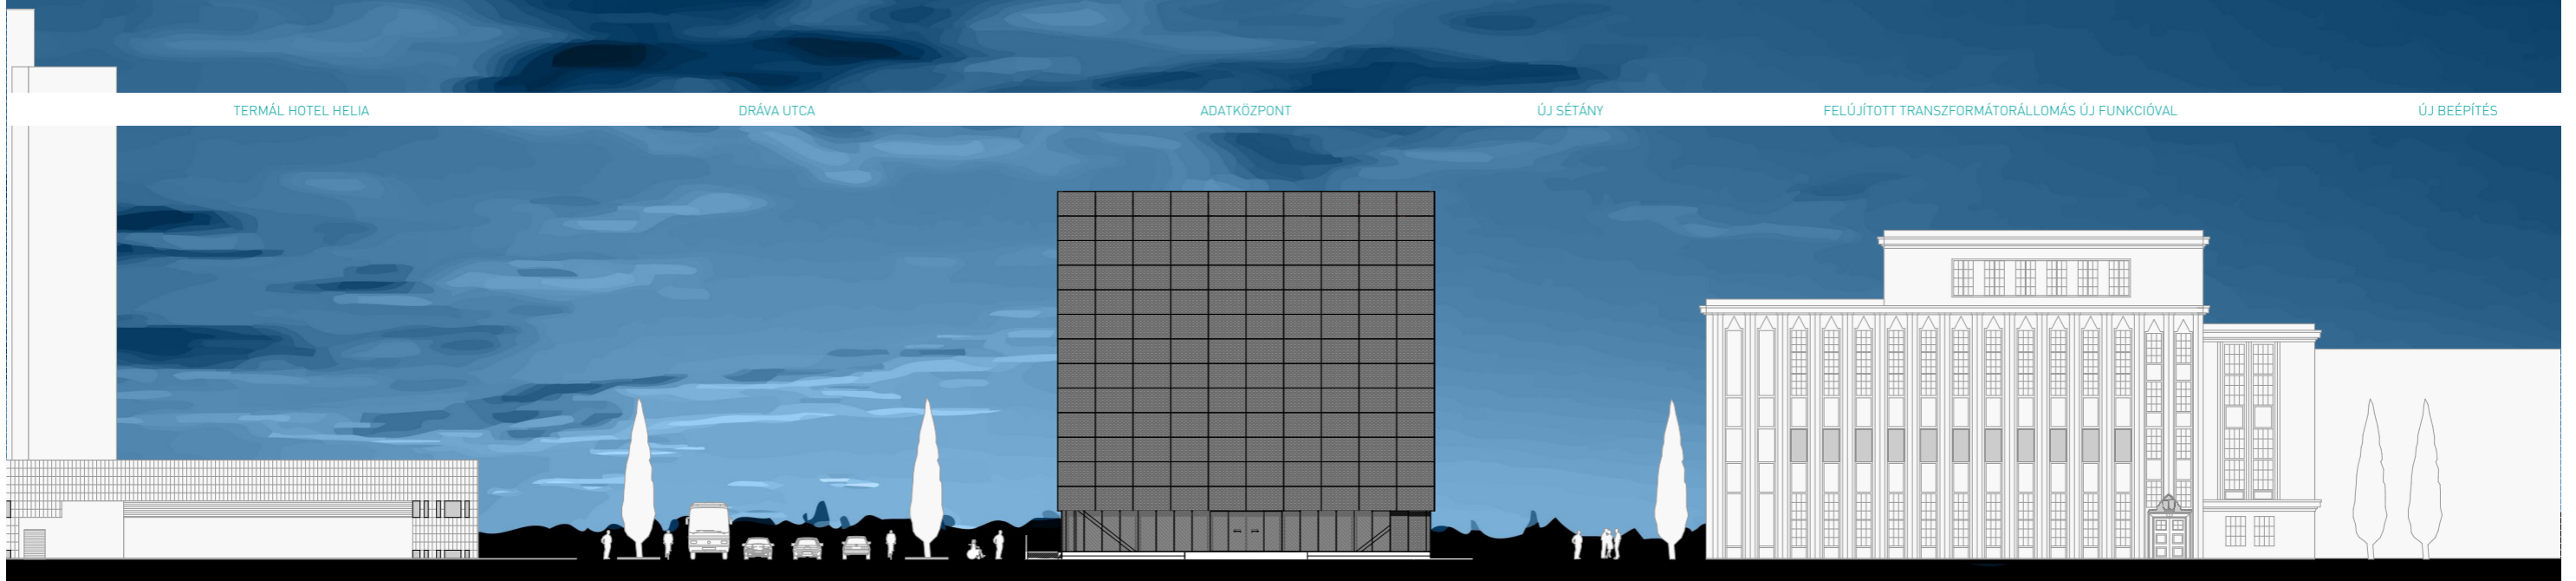 TERMÁL HOTEL HELIA
DRÁVA UTCA
ADATKÖZPONT
ÚJ SÉTÁNY
FELÚJÍTOTT TRANSZFORMÁTORÁLLOMÁS ÚJ FUNKCIÓVAL
ÚJ BEÉPÍTÉS